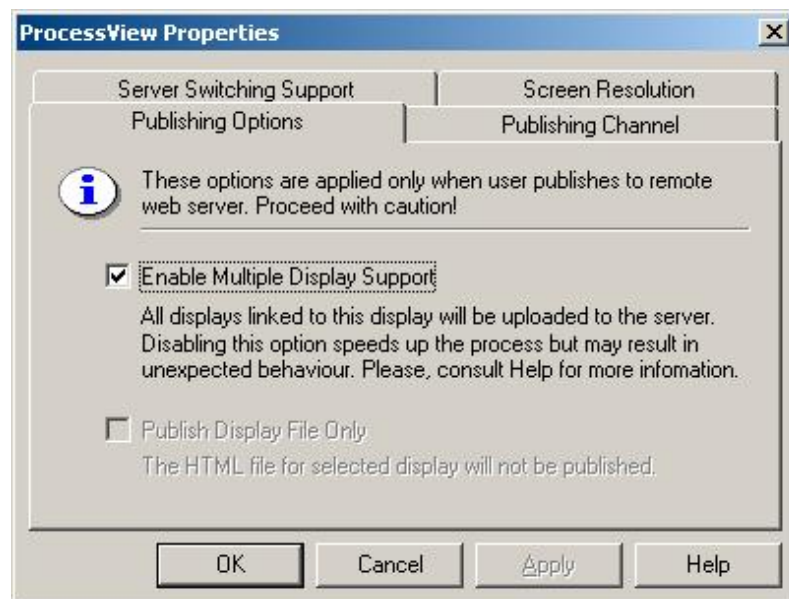 ProcessView Properties
Server Switching Support
Screen Resolution
Publishing Options
Publishing Channel
These options are applied only when user publishes to remote
web server. Proceed with caution!
Enable Multiple Display Support
All displays linked to this display will be uploaded to the server.
Disabling this option speeds up the process but may result in
unexpected behaviour. Please, consult Help for more infomation.
Publish Display File Only
The HTML file for selected display will not be published.
OK
Cancel
Apply
Help